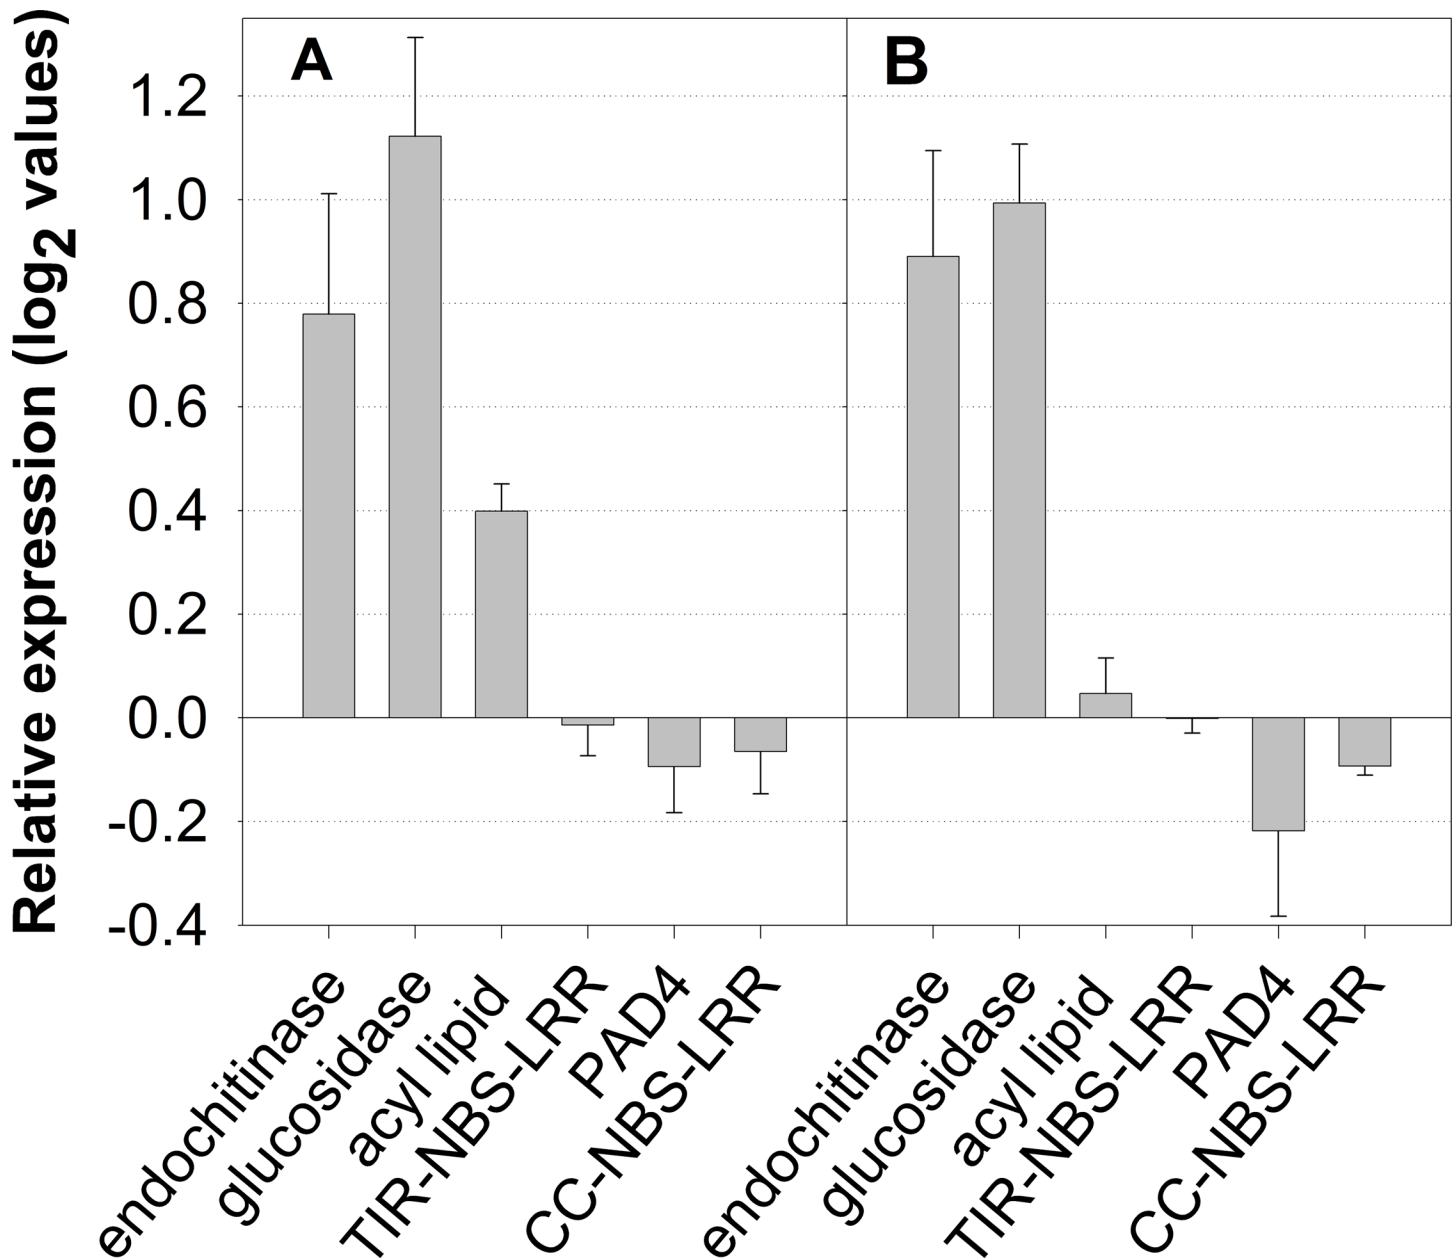 Relative expression (log2 values)
A
B
1.2
1.0
0.8
0.6
0.4
0.2
0.0
-0.2
-0.4
endochitinase
glucosidase
acyl lipid
TIR-NBS-LRR
PAD4
CC-NBS-LRR
endochitinase
glucosidase
acyl lipid
TIR-NBS-LRR
PAD4
CC-NBS-LRR